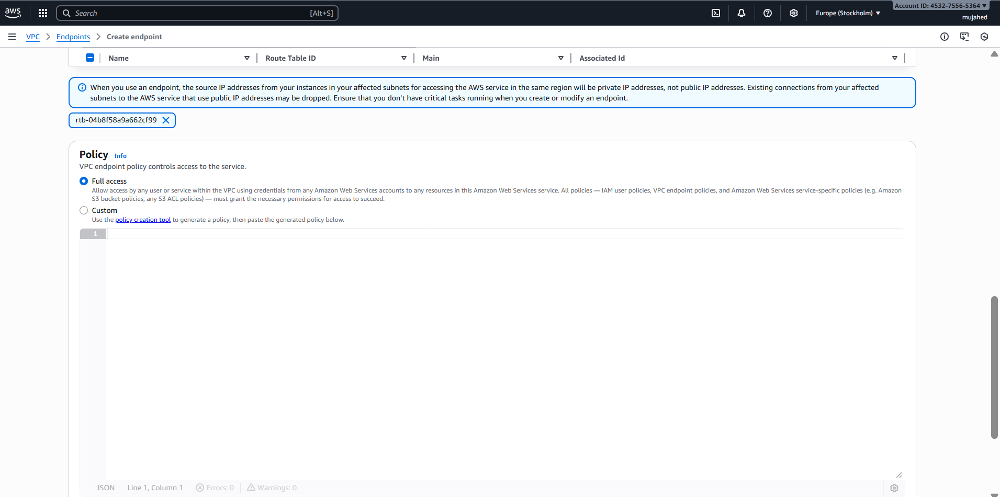 aws
Search [Alt+S]
Europe (Stockholm)
Account ID: 4532-7556-5364
mujahed
VPC Endpoints Create endpoint
Name Route Table ID Main Associated Id
When you use an endpoint, the source IP addresses from your instances in your affected subnets for accessing the AWS service in the same region will be private IP addresses, not public IP addresses. Existing connections from your affected
subnets to the AWS service that use public IP addresses may be dropped. Ensure that you don't have critical tasks running when you create or modify an endpoint.
rtb-04b8f58a9a662cf99
Policy Info
VPC endpoint policy controls access to the service.
Full access
Allow access by any user or service within the VPC using credentials from any Amazon Web Services accounts to any resources in this Amazon Web Services service. All policies — IAM user policies, VPC endpoint policies, and Amazon Web Services service-specific policies (e.g. Amazon
S3 bucket policies, any S3 ACL policies) — must grant the necessary permissions for access to succeed.
Custom
Use the policy creation tool to generate a policy, then paste the generated policy below.
1
JSON Line 1, Column 1 Errors: 0 Warnings: 0